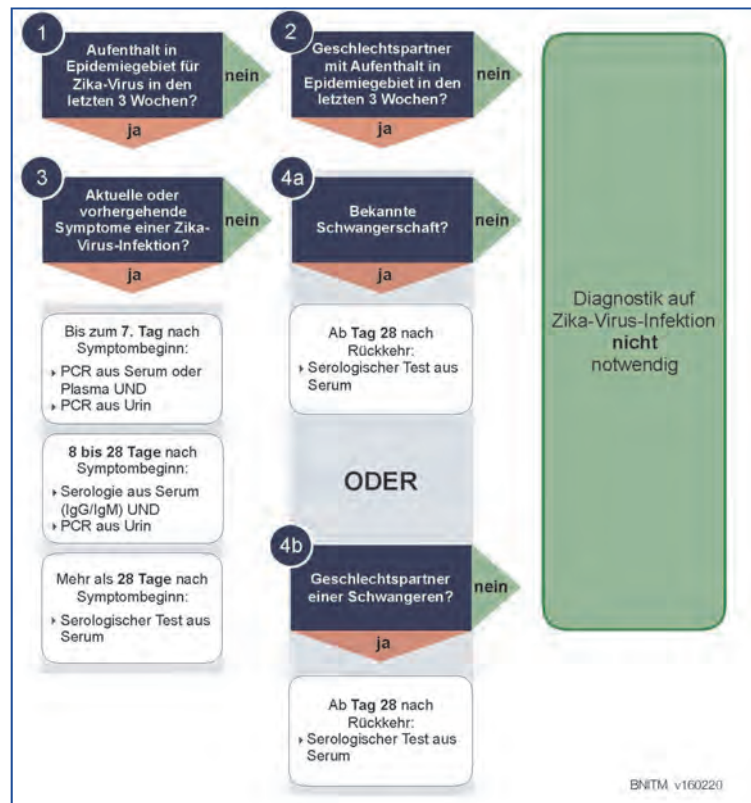 1
Aufenthalt in
Epidemiegebiet für
Zika-Virus in den
letzten 3 Wochen?
nein
ja
2
Geschlechtspartner
mit Aufenthalt in
Epidemiegebiet in den
letzten 3 Wochen?
nein
ja
3
Aktuelle oder
vorhergehende
Symptome einer Zika-
Virus-Infektion?
nein
ja
Bis zum 7. Tag nach
Symptombeginn:
PCR aus Serum oder
Plasma UND
PCR aus Urin
8 bis 28 Tage nach
Symptombeginn:
Serologie aus Serum
(IgG/IgM) UND
PCR aus Urin
Mehr als 28 Tage nach
Symptombeginn:
Serologischer Test aus
Serum
4a
Bekannte
Schwangerschaft?
nein
ja
Ab Tag 28 nach
Rückkehr:
Serologischer Test aus
Serum
ODER
4b
Geschlechtspartner
einer Schwangeren?
nein
ja
Ab Tag 28 nach
Rückkehr:
Serologischer Test aus
Serum
Diagnostik auf
Zika-Virus-Infektion
nicht
notwendig
BNITM v160220